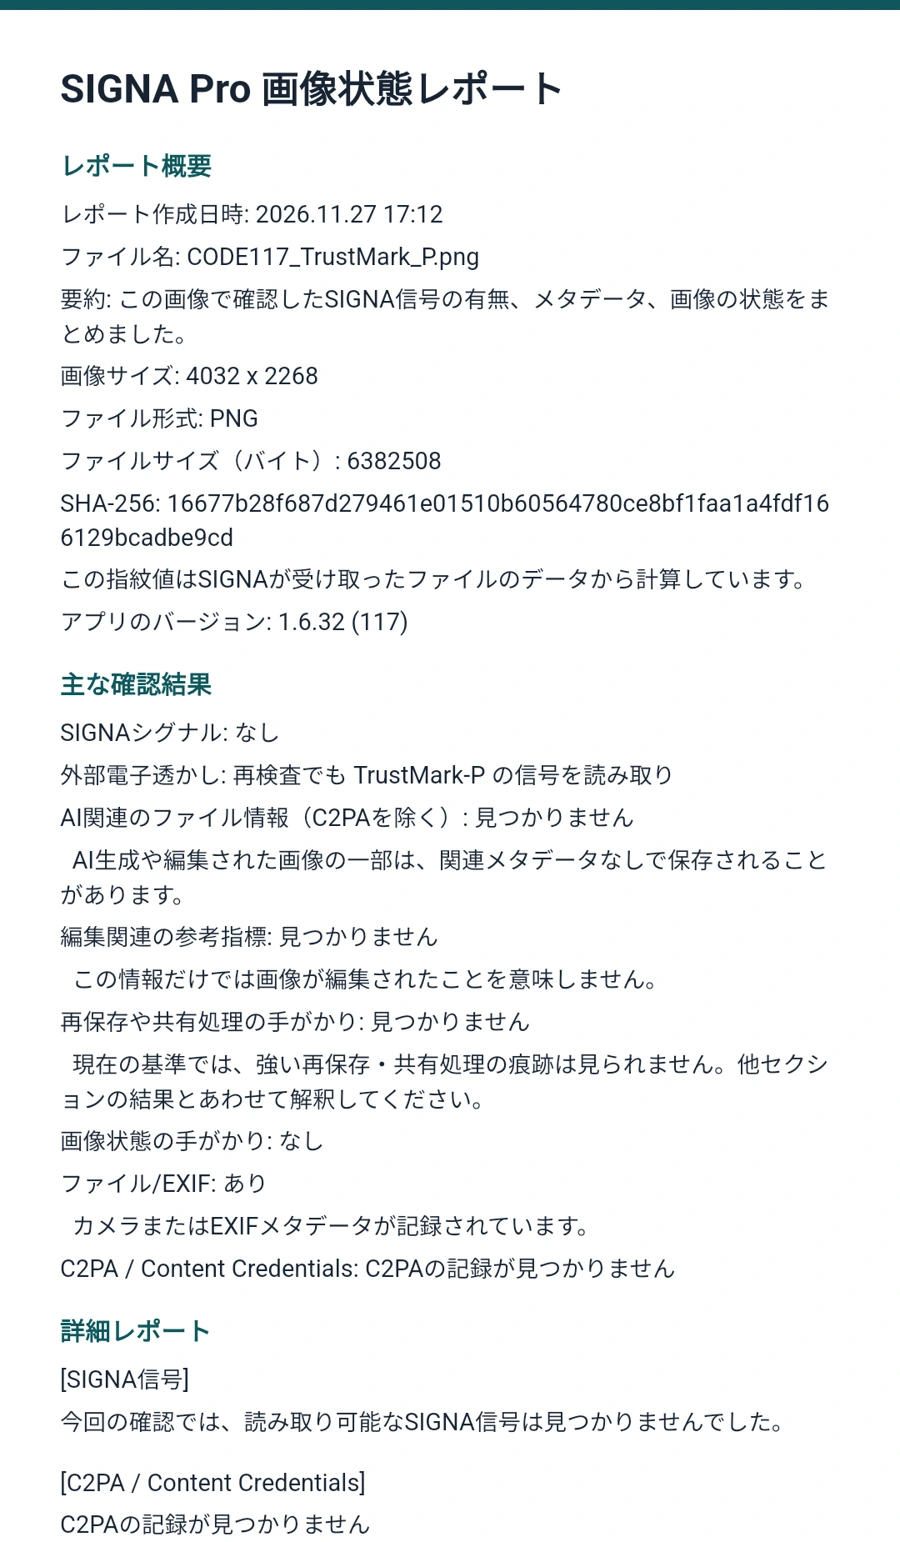 SIGNA Pro 画像状態レポート
レポート概要
レポート作成日時: 2026.11.27 17:12
ファイル名: CODE117_TrustMark_P.png
要約: この画像で確認したSIGNA信号の有無、メタデータ、画像の状態をま
とめました。
画像サイズ: 4032 x 2268
ファイル形式: PNG
ファイルサイズ（バイト）: 6382508
SHA-256: 16677b28f687d279461e01510b60564780ce8bf1faa1a4fdf16
6129bcadbe9cd
この指紋値はSIGNAが受け取ったファイルのデータから計算しています。
アプリのバージョン: 1.6.32 (117)
主な確認結果
SIGNAシグナル: なし
外部電子透かし: 再検査でも TrustMark-P の信号を読み取り
AI関連のファイル情報（C2PAを除く）: 見つかりません
AI生成や編集された画像の一部は、関連メタデータなしで保存されること
があります。
編集関連の参考指標: 見つかりません
この情報だけでは画像が編集されたことを意味しません。
再保存や共有処理の手がかり: 見つかりません
現在の基準では、強い再保存・共有処理の痕跡は見られません。他セクシ
ョンの結果とあわせて解釈してください。
画像状態の手がかり: なし
ファイル/EXIF: あり
カメラまたはEXIFメタデータが記録されています。
C2PA / Content Credentials: C2PAの記録が見つかりません
詳細レポート
[SIGNA信号]
今回の確認では、読み取り可能なSIGNA信号は見つかりませんでした。
[C2PA / Content Credentials]
C2PAの記録が見つかりません